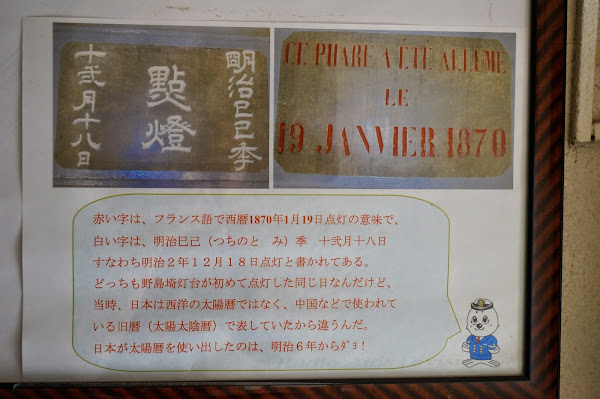 明治己巳季
點燈
十弐月十八日
CE PHARE A ÉTÉ ALLUMÉ
LE
19 JANVIER 1870
赤い字は、フランス語で西暦1870年1月19日点灯の意味で、
白い字は、明治巳己（つちのと　み）季　十弐月十八日
すなわち明治２年１２月１８日点灯と書かれてある。
どっちも野島埼灯台が初めて点灯した同じ日なんだけど、
当時、日本は西洋の太陽暦ではなく、中国などで使われて
いる旧暦（太陽太陰暦）で表していたから違うんだ。
日本が太陽暦を使い出したのは、明治６年からﾀﾞﾖ！